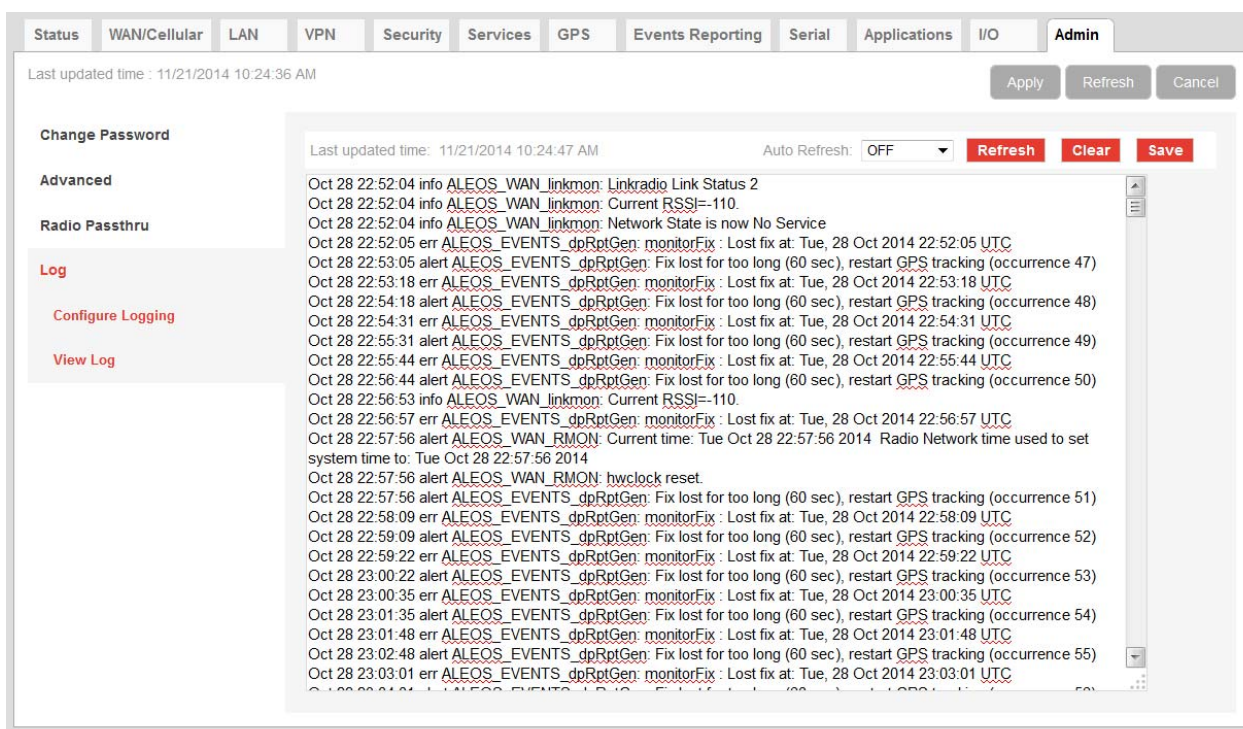 Status WAN/Cellular LAN VPN Security Services GPS Events Reporting Serial Applications I/O Admin
Last updated time : 11/21/2014 10:24:36 AM
Apply Refresh Cancel
Change Password
Advanced
Radio Passthru
Log
Configure Logging
View Log
Last updated time: 11/21/2014 10:24:47 AM Auto Refresh: OFF Refresh Clear Save
Oct 28 22:52:04 info ALEOS_WAN_linkmon: Linkradio Link Status 2
Oct 28 22:52:04 info ALEOS_WAN_linkmon: Current RSSI=-110.
Oct 28 22:52:04 info ALEOS_WAN_linkmon: Network State is now No Service
Oct 28 22:52:05 err ALEOS_EVENTS_dpRptGen: monitorFix : Lost fix at: Tue, 28 Oct 2014 22:52:05 UTC
Oct 28 22:53:05 alert ALEOS_EVENTS_dpRptGen: Fix lost for too long (60 sec), restart GPS tracking (occurrence 47)
Oct 28 22:53:18 err ALEOS_EVENTS_dpRptGen: monitorFix : Lost fix at: Tue, 28 Oct 2014 22:53:18 UTC
Oct 28 22:54:18 alert ALEOS_EVENTS_dpRptGen: Fix lost for too long (60 sec), restart GPS tracking (occurrence 48)
Oct 28 22:54:31 err ALEOS_EVENTS_dpRptGen: monitorFix : Lost fix at: Tue, 28 Oct 2014 22:54:31 UTC
Oct 28 22:55:31 alert ALEOS_EVENTS_dpRptGen: Fix lost for too long (60 sec), restart GPS tracking (occurrence 49)
Oct 28 22:55:44 err ALEOS_EVENTS_dpRptGen: monitorFix : Lost fix at: Tue, 28 Oct 2014 22:55:44 UTC
Oct 28 22:56:44 alert ALEOS_EVENTS_dpRptGen: Fix lost for too long (60 sec), restart GPS tracking (occurrence 50)
Oct 28 22:56:53 info ALEOS_WAN_linkmon: Current RSSI=-110.
Oct 28 22:56:57 err ALEOS_EVENTS_dpRptGen: monitorFix : Lost fix at: Tue, 28 Oct 2014 22:56:57 UTC
Oct 28 22:57:56 alert ALEOS_WAN_RMON: Current time: Tue Oct 28 22:57:56 2014 Radio Network time used to set
system time to: Tue Oct 28 22:57:56 2014
Oct 28 22:57:56 alert ALEOS_WAN_RMON: hwclock reset.
Oct 28 22:57:56 alert ALEOS_EVENTS_dpRptGen: Fix lost for too long (60 sec), restart GPS tracking (occurrence 51)
Oct 28 22:58:09 err ALEOS_EVENTS_dpRptGen: monitorFix : Lost fix at: Tue, 28 Oct 2014 22:58:09 UTC
Oct 28 22:59:09 alert ALEOS_EVENTS_dpRptGen: Fix lost for too long (60 sec), restart GPS tracking (occurrence 52)
Oct 28 22:59:22 err ALEOS_EVENTS_dpRptGen: monitorFix : Lost fix at: Tue, 28 Oct 2014 22:59:22 UTC
Oct 28 23:00:22 alert ALEOS_EVENTS_dpRptGen: Fix lost for too long (60 sec), restart GPS tracking (occurrence 53)
Oct 28 23:00:35 err ALEOS_EVENTS_dpRptGen: monitorFix : Lost fix at: Tue, 28 Oct 2014 23:00:35 UTC
Oct 28 23:01:35 alert ALEOS_EVENTS_dpRptGen: Fix lost for too long (60 sec), restart GPS tracking (occurrence 54)
Oct 28 23:01:48 err ALEOS_EVENTS_dpRptGen: monitorFix : Lost fix at: Tue, 28 Oct 2014 23:01:48 UTC
Oct 28 23:02:48 alert ALEOS_EVENTS_dpRptGen: Fix lost for too long (60 sec), restart GPS tracking (occurrence 55)
Oct 28 23:03:01 err ALEOS_EVENTS_dpRptGen: monitorFix : Lost fix at: Tue, 28 Oct 2014 23:03:01 UTC